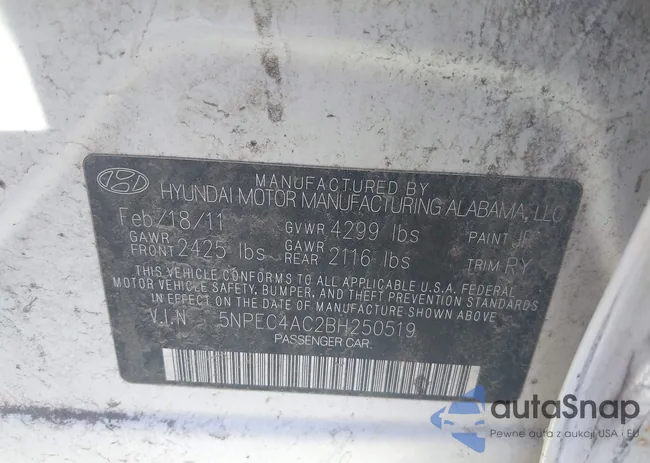 MANUFACTURED BY
HYUNDAI MOTOR MANUFACTURING ALABAMA, LLC
Feb/18/11 GVWR 4299 lbs PAINT JF
GAWR FRONT 2425 lbs GAWR REAR 2116 lbs TRIM RY
THIS VEHICLE CONFORMS TO ALL APPLICABLE U.S.A. FEDERAL
MOTOR VEHICLE SAFETY, BUMPER, AND THEFT PREVENTION STANDARDS
IN EFFECT ON THE DATE OF MANUFACTURE SHOWN ABOVE.
V.I.N 5NPEC4AC2BH250519
PASSENGER CAR
autaSnap
Pewne auta z aukcji USA i EU